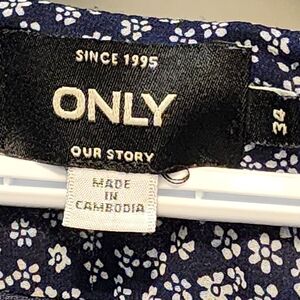 SINCE 1995
ONLY
OUR STORY
34
MADE
IN
CAMBODIA